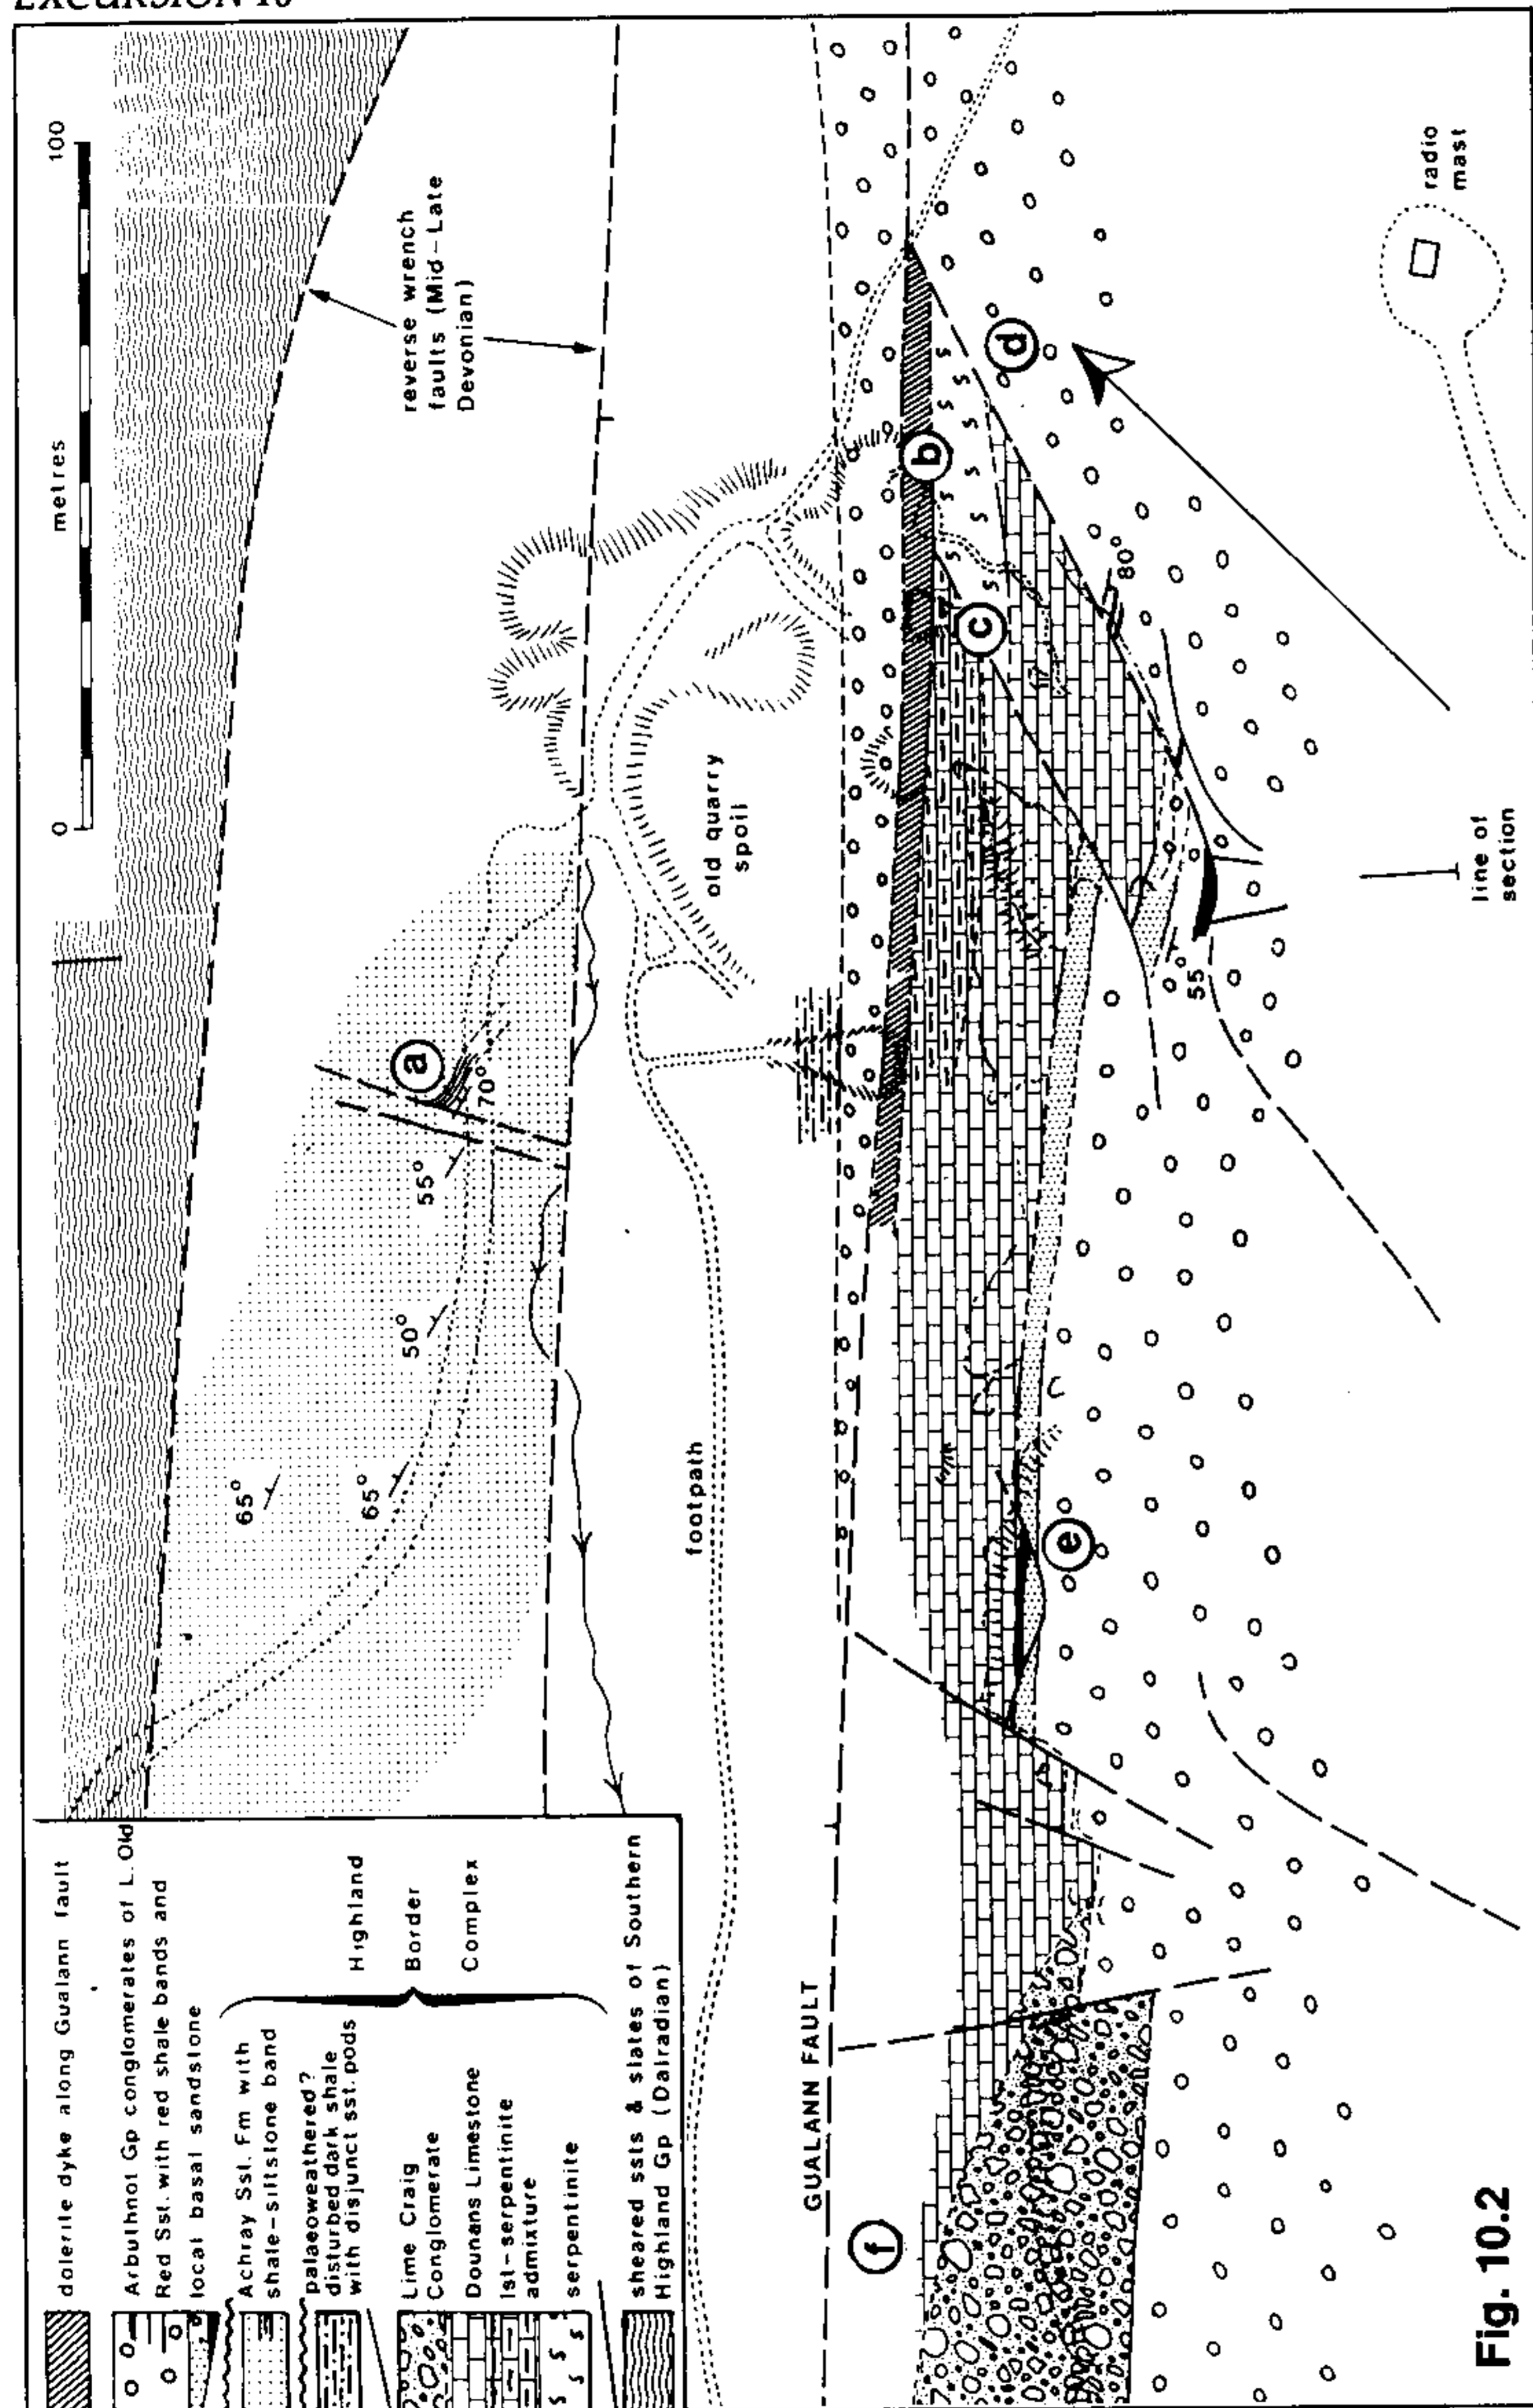 EXCURSION 10
dolerite dyke along Gualann fault
Arbuthnot Gp conglomerates of L. Old
Red Sst. with red shale bands and
local basal sandstone
Achray Sst. Fm with
shale-siltstone band
palaeoweathered?
disturbed dark shale
with disjunct sst. pods
Lime Craig
Conglomerate
Dounans Limestone
lst-serpentinite
admixture
serpentinite
Highland
Border
Complex
sheared ssts & slates of Southern
Highland Gp (Dalradian)
0
metres
100
reverse wrench
faults (Mid-Late
Devonian)
65°
65°
50°
55°
70°
a
footpath
old quarry
spoil
GUALANN FAULT
f
e
c
b
d
80°
55
line of
section
radio
mast
Fig. 10.2